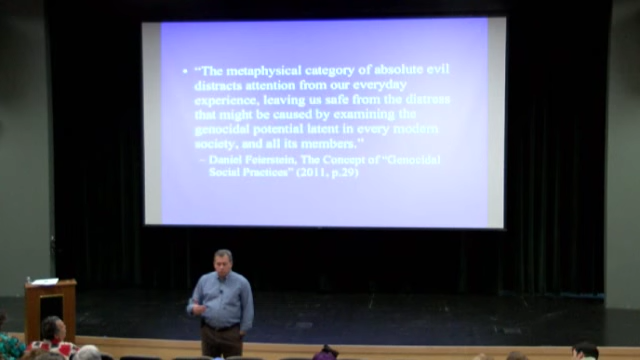 • “The metaphysical category of absolute evil
distracts attention from our everyday
experience, leaving us safe from the distress
that might be caused by examining the
genocidal potential latent in every modern
society, and all its members.”
– Daniel Feierstein, The Concept of “Genocidal
Social Practices” (2011, p.29)